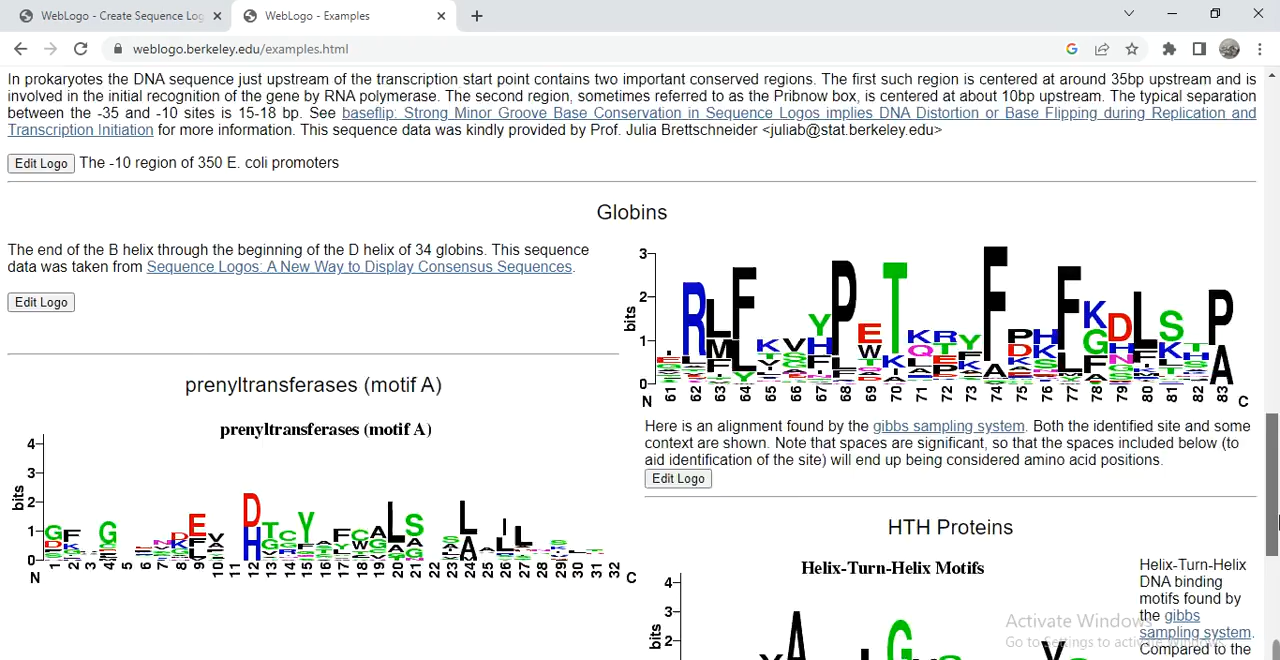 WebLogo - Create Sequence Log
WebLogo - Examples
weblogo.berkeley.edu/examples.html
In prokaryotes the DNA sequence just upstream of the transcription start point contains two important conserved regions. The first such region is centered at around 35bp upstream and is
involved in the initial recognition of the gene by RNA polymerase. The second region, sometimes referred to as the Pribnow box, is centered at about 10bp upstream. The typical separation
between the -35 and -10 sites is 15-18 bp. See baseflip: Strong Minor Groove Base Conservation in Sequence Logos implies DNA Distortion or Base Flipping during Replication and
Transcription Initiation for more information. This sequence data was kindly provided by Prof. Julia Brettschneider <juliab@stat.berkeley.edu>
Edit Logo The -10 region of 350 E. coli promoters
Globins
The end of the B helix through the beginning of the D helix of 34 globins. This sequence
data was taken from Sequence Logos: A New Way to Display Consensus Sequences.
Edit Logo
3
2
1
0
bits
N 61 62 63 64 65 66 67 68 69 70 71 72 73 74 75 76 77 78 79 80 81 82 83 C
prenyltransferases (motif A)
prenyltransferases (motif A)
4
3
2
1
0
bits
N 1 2 3 4 5 6 7 8 9 10 11 12 13 14 15 16 17 18 19 20 21 22 23 24 25 26 27 28 29 30 31 32 C
Here is an alignment found by the gibbs sampling system. Both the identified site and some
context are shown. Note that spaces are significant, so that the spaces included below (to
aid identification of the site) will end up being considered amino acid positions.
Edit Logo
HTH Proteins
Helix-Turn-Helix Motifs
4
3
2
bits
Helix-Turn-Helix
DNA binding
motifs found by
the gibbs
sampling system.
Compared to the
Activate Windows
Go to Settings to activate Windows.